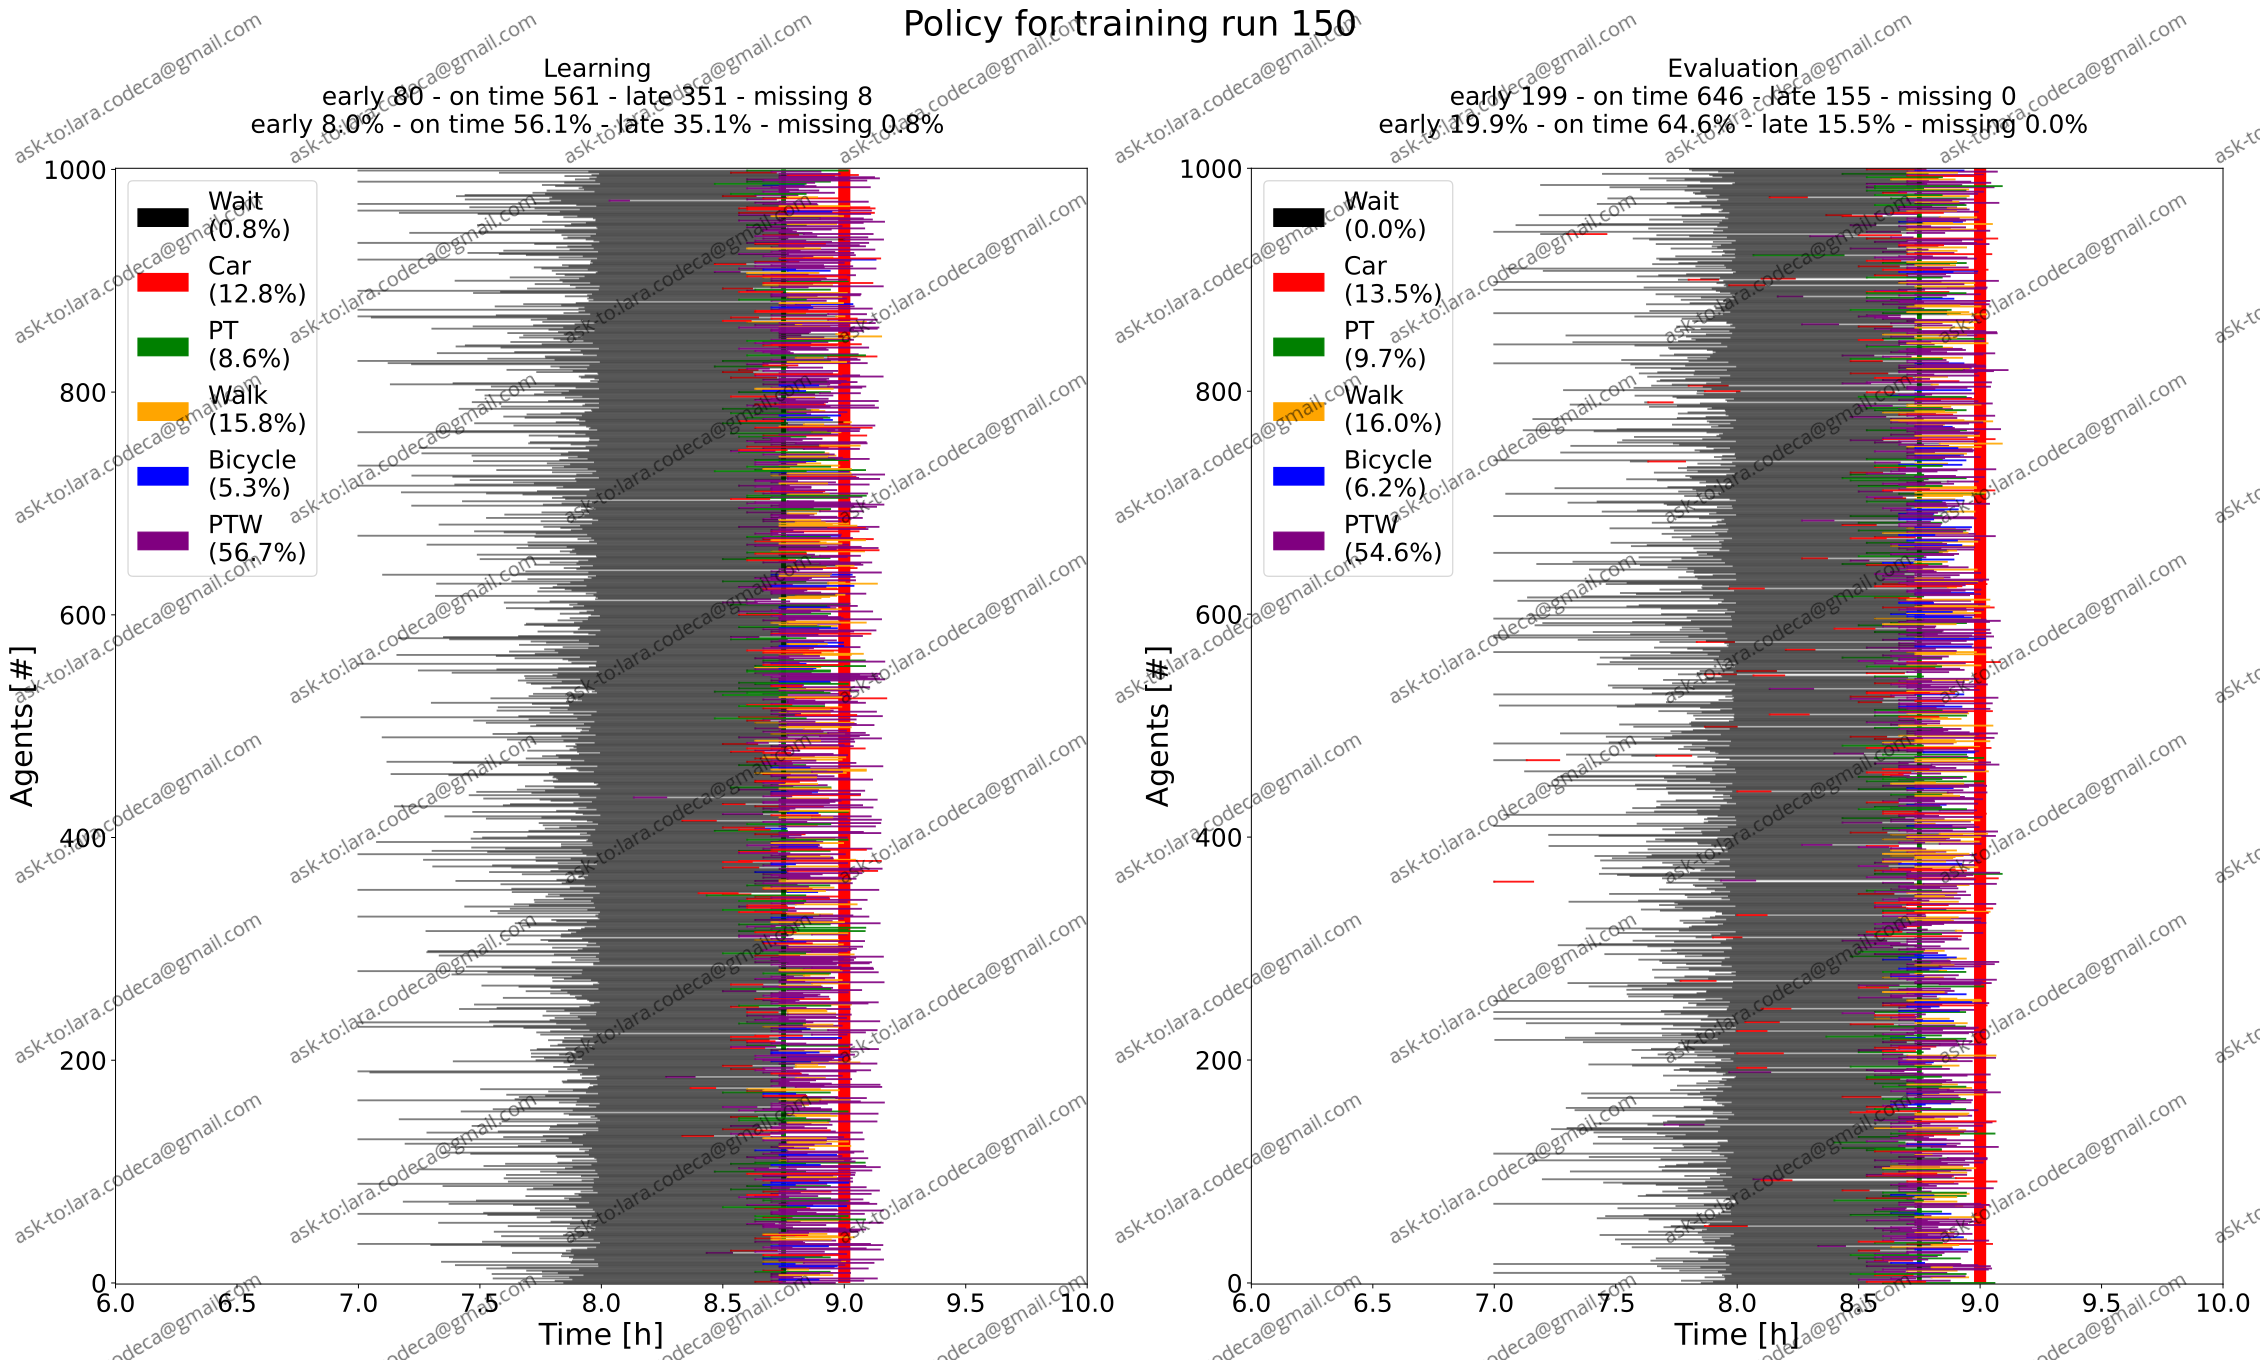 Policy for training run 150
Learning
early 80 - on time 561 - late 351 - missing 8
early 8.0% - on time 56.1% - late 35.1% - missing 0.8%
1000
800
600
400
200
0
Agents [#]
Wait
(0.8%)
Car
(12.8%)
PT
(8.6%)
Walk
(15.8%)
Bicycle
(5.3%)
PTW
(56.7%)
6.0 6.5 7.0 7.5 8.0 8.5 9.0 9.5 10.0
Time [h]
Evaluation
early 199 - on time 646 - late 155 - missing 0
early 19.9% - on time 64.6% - late 15.5% - missing 0.0%
1000
800
600
400
200
0
Agents [#]
Wait
(0.0%)
Car
(13.5%)
PT
(9.7%)
Walk
(16.0%)
Bicycle
(6.2%)
PTW
(54.6%)
6.0 6.5 7.0 7.5 8.0 8.5 9.0 9.5 10.0
Time [h]
ask-to:lara.codeca@gmail.com